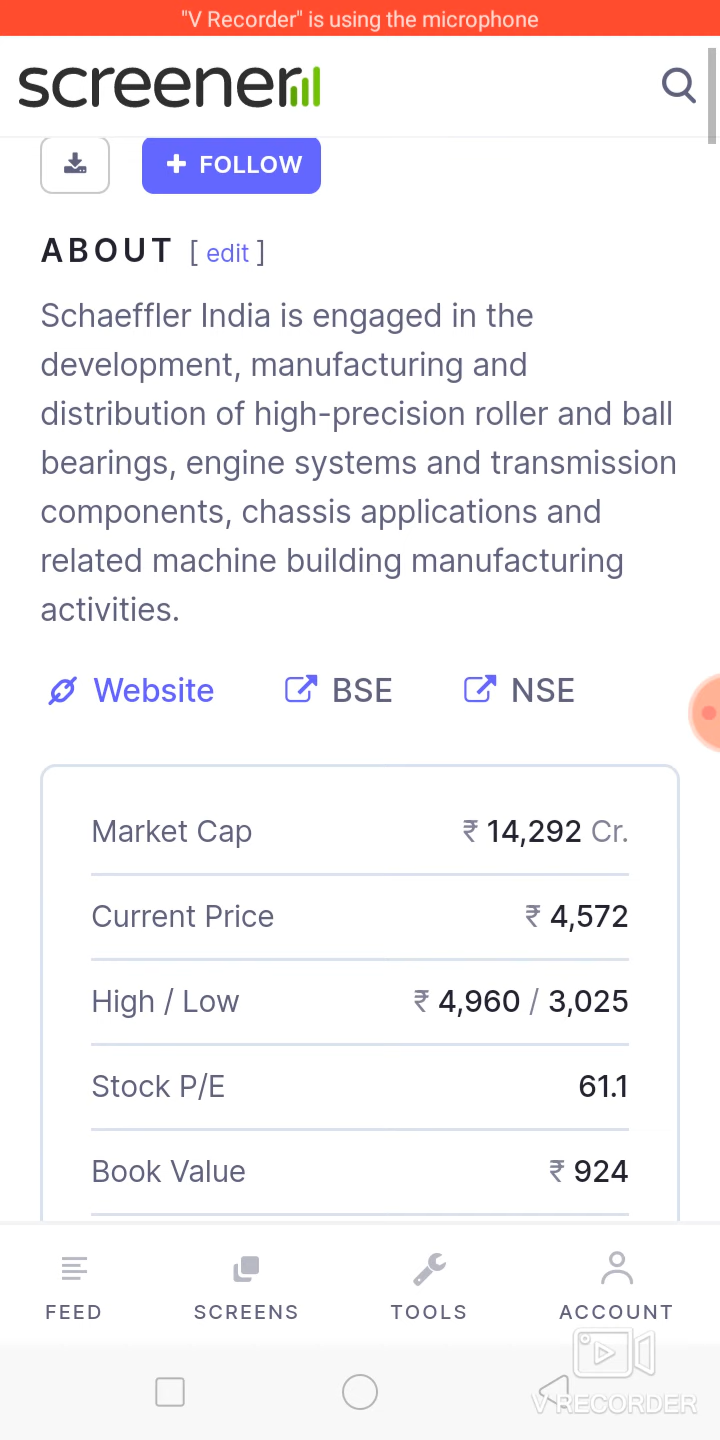 "V Recorder" is using the microphone
screener
FOLLOW
ABOUT [ edit ]
Schaeffler India is engaged in the
development, manufacturing and
distribution of high-precision roller and ball
bearings, engine systems and transmission
components, chassis applications and
related machine building manufacturing
activities.
Website BSE NSE
Market Cap ₹ 14,292 Cr.
Current Price ₹ 4,572
High / Low ₹ 4,960 / 3,025
Stock P/E 61.1
Book Value ₹ 924
FEED SCREENS TOOLS ACCOUNT
V RECORDER